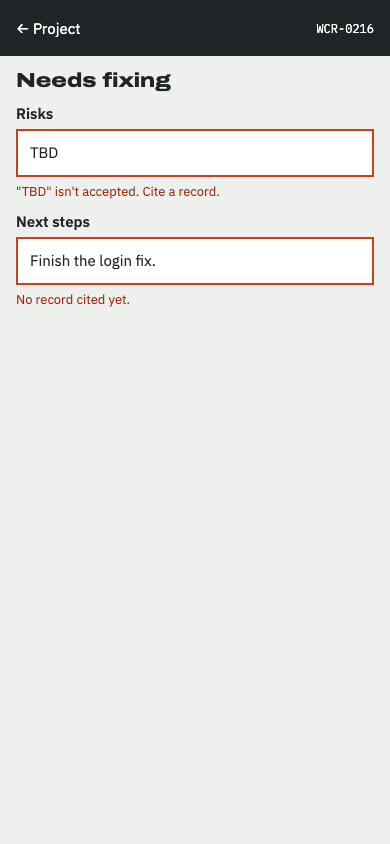 ← Project
WCR-0216
Needs fixing
Risks
TBD
"TBD" isn't accepted. Cite a record.
Next steps
Finish the login fix.
No record cited yet.